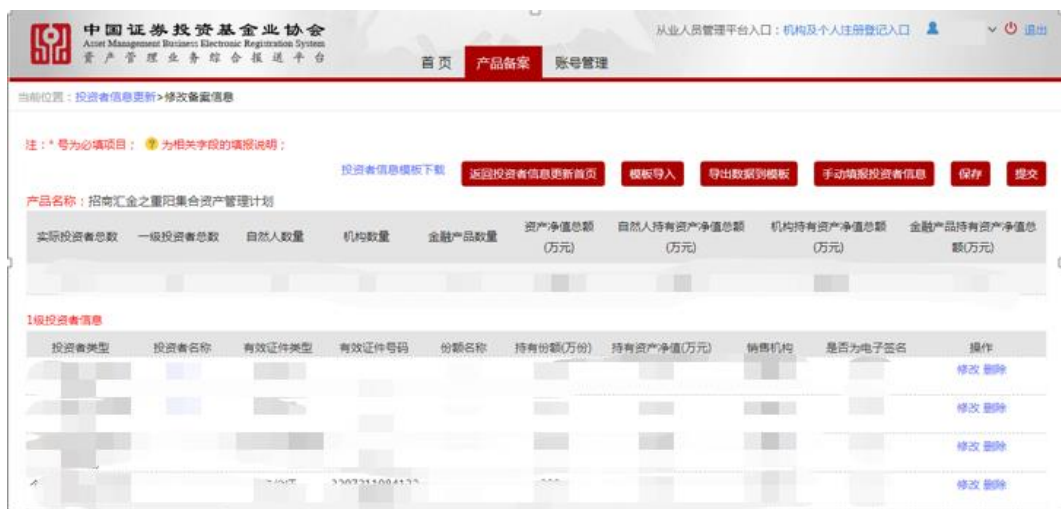 中国证券投资基金业协会
Asset Management Business Electronic Registration System
资产管理业务综合报送平台
从业人员管理平台入口：机构及个人注册登记入口 退出
首页 产品备案 账号管理
当前位置：投资者信息更新>修改备案信息
注：* 号为必填项目； ? 为相关字段的填报说明；
投资者信息模板下载 返回投资者信息更新首页 模板导入 导出数据到模板 手动填报投资者信息 保存 提交
产品名称：招商汇金之重阳集合资产管理计划
实际投资者总数 一级投资者总数 自然人数量 机构数量 金融产品数量 资产净值总额(万元) 自然人持有资产净值总额(万元) 机构持有资产净值总额(万元) 金融产品持有资产净值总额(万元)
1级投资者信息
投资者类型 投资者名称 有效证件类型 有效证件号码 份额名称 持有份额(万份) 持有资产净值(万元) 销售机构 是否为电子签名 操作
修改 删除
修改 删除
修改 删除
修改 删除